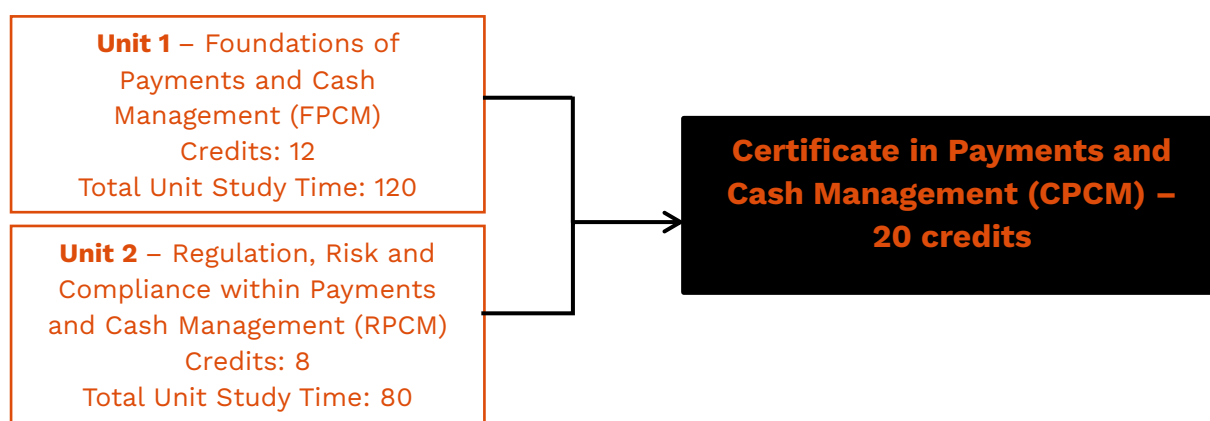 Unit 1 – Foundations of
Payments and Cash
Management (FPCM)
Credits: 12
Total Unit Study Time: 120
Unit 2 – Regulation, Risk and
Compliance within Payments
and Cash Management (RPCM)
Credits: 8
Total Unit Study Time: 80
Certificate in Payments and
Cash Management (CPCM) –
20 credits